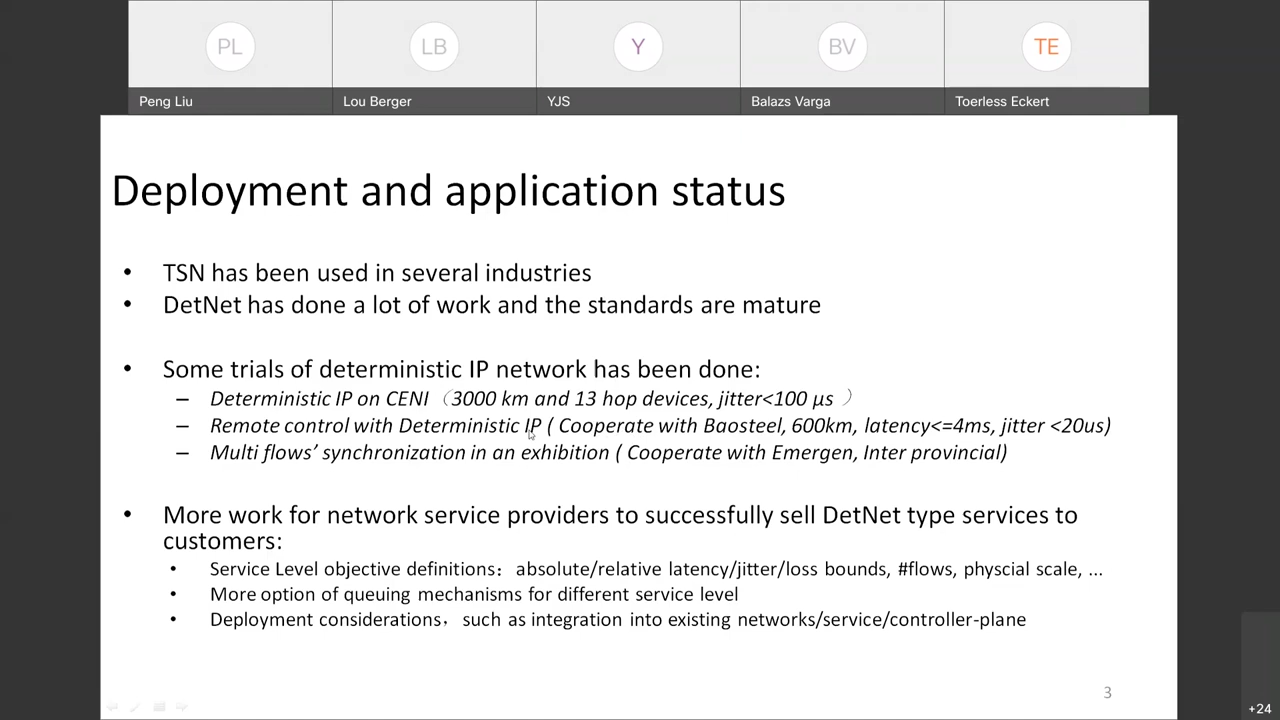 PL LB Y BV TE
Peng Liu Lou Berger YJS Balazs Varga Toerless Eckert
Deployment and application status
• TSN has been used in several industries
• DetNet has done a lot of work and the standards are mature
• Some trials of deterministic IP network has been done:
– Deterministic IP on CENI（3000 km and 13 hop devices, jitter<100 μs ）
– Remote control with Deterministic IP ( Cooperate with Baosteel, 600km, latency<=4ms, jitter <20us)
– Multi flows’ synchronization in an exhibition ( Cooperate with Emergen, Inter provincial)
• More work for network service providers to successfully sell DetNet type services to
customers:
• Service Level objective definitions：absolute/relative latency/jitter/loss bounds, #flows, physcial scale, ...
• More option of queuing mechanisms for different service level
• Deployment considerations，such as integration into existing networks/service/controller-plane
3
+24